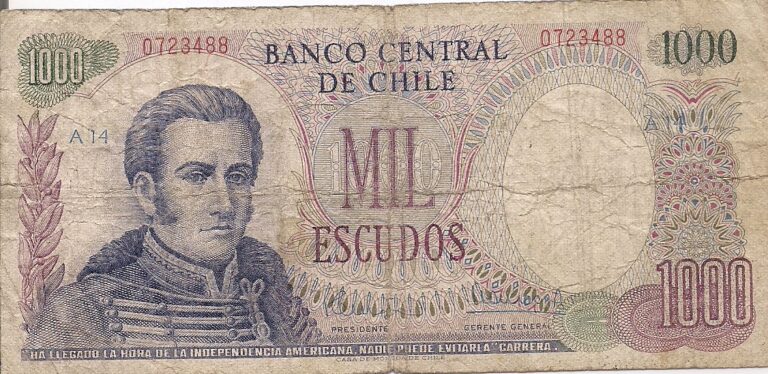 1000 0723488 BANCO CENTRAL 0723488 1000
DE CHILE
A 14 MIL A 14
ESCUDOS
1000
PRESIDENTE GERENTE GENERAL
"HA LLEGADO LA HORA DE LA INDEPENDENCIA AMERICANA, NADIE PUEDE EVITARLA" CARRERA.
CASA DE MONEDA DE CHILE